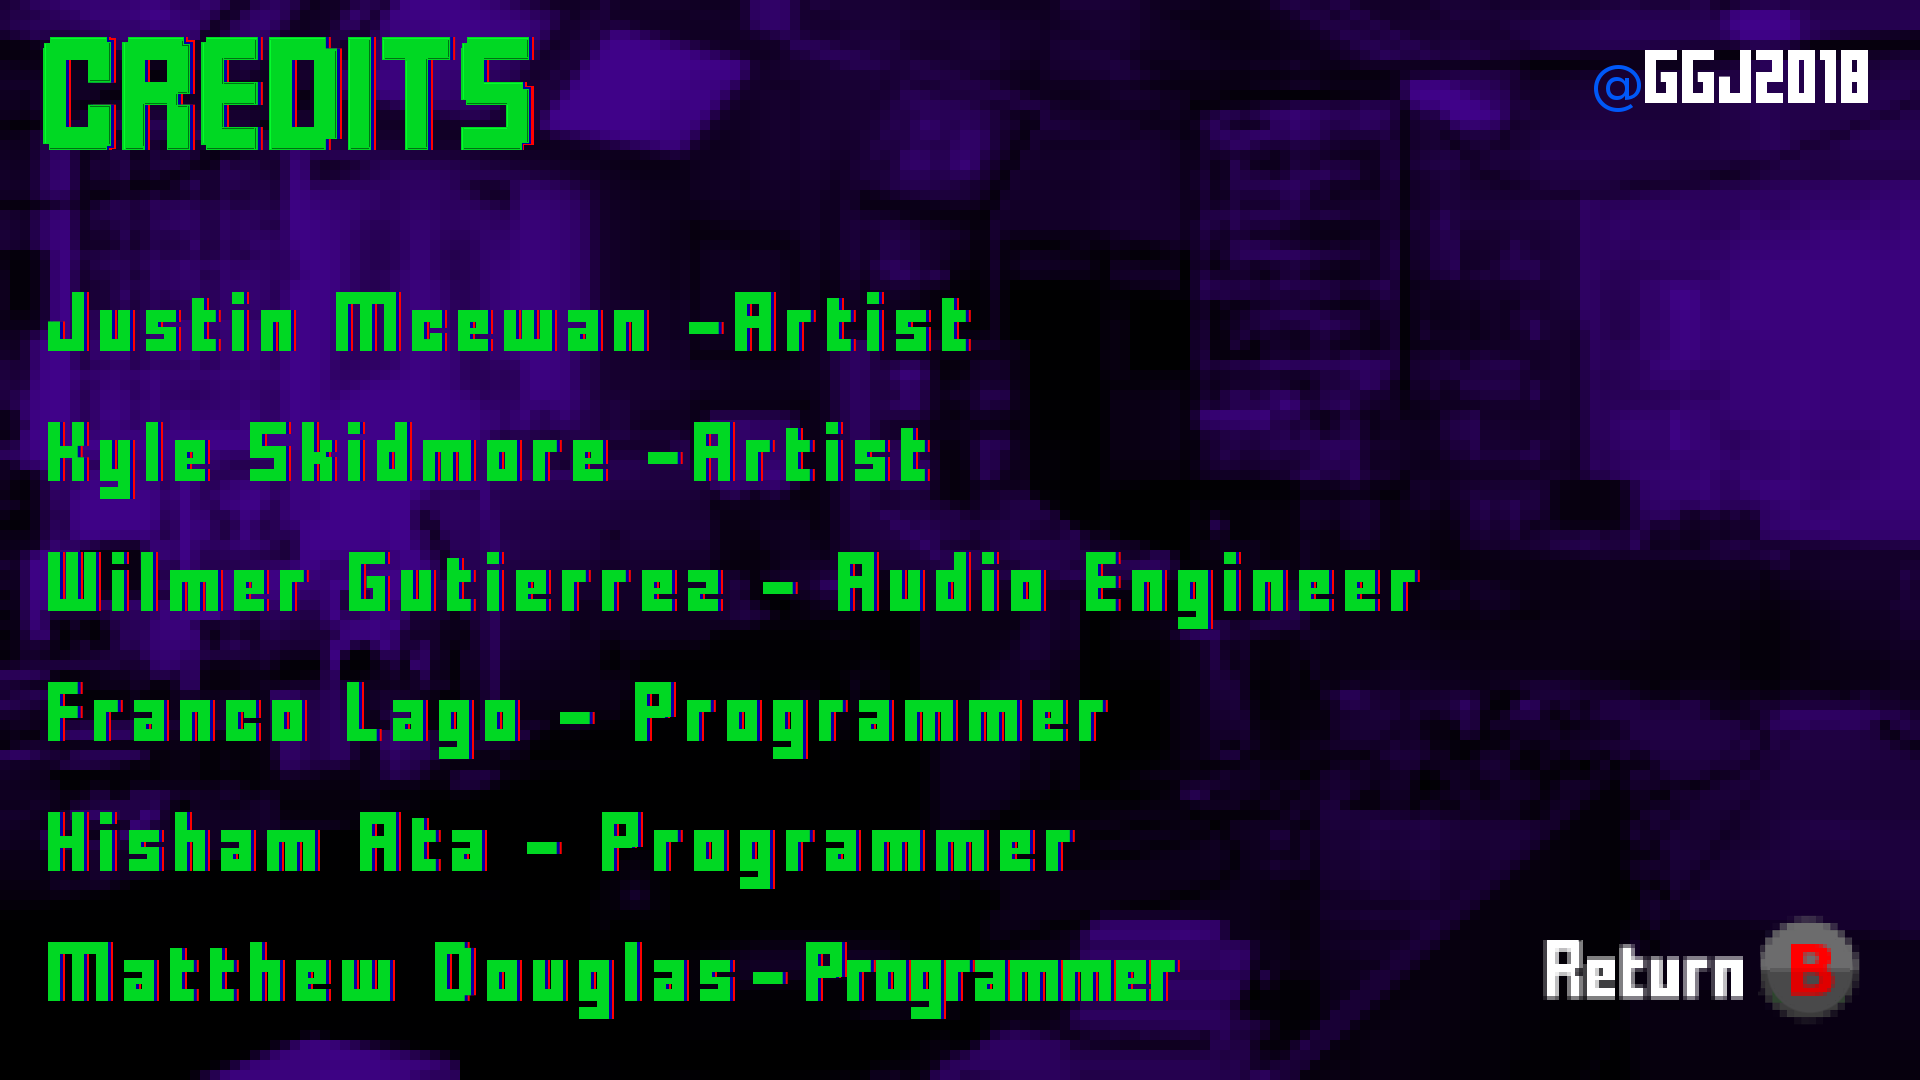 CREDITS
@GGJ2018
Justin Mcewan -Artist
Kyle Skidmore -Artist
Wilmer Gutierrez - Audio Engineer
Franco Lago - Programmer
Hisham Ata - Programmer
Matthew Douglas - Programmer
Return B